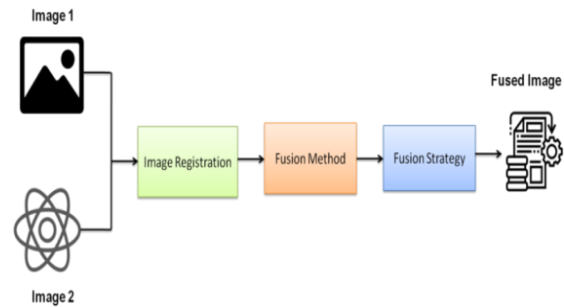 Image 1
Fused Image
Image Registration
Fusion Method
Fusion Strategy
Image 2